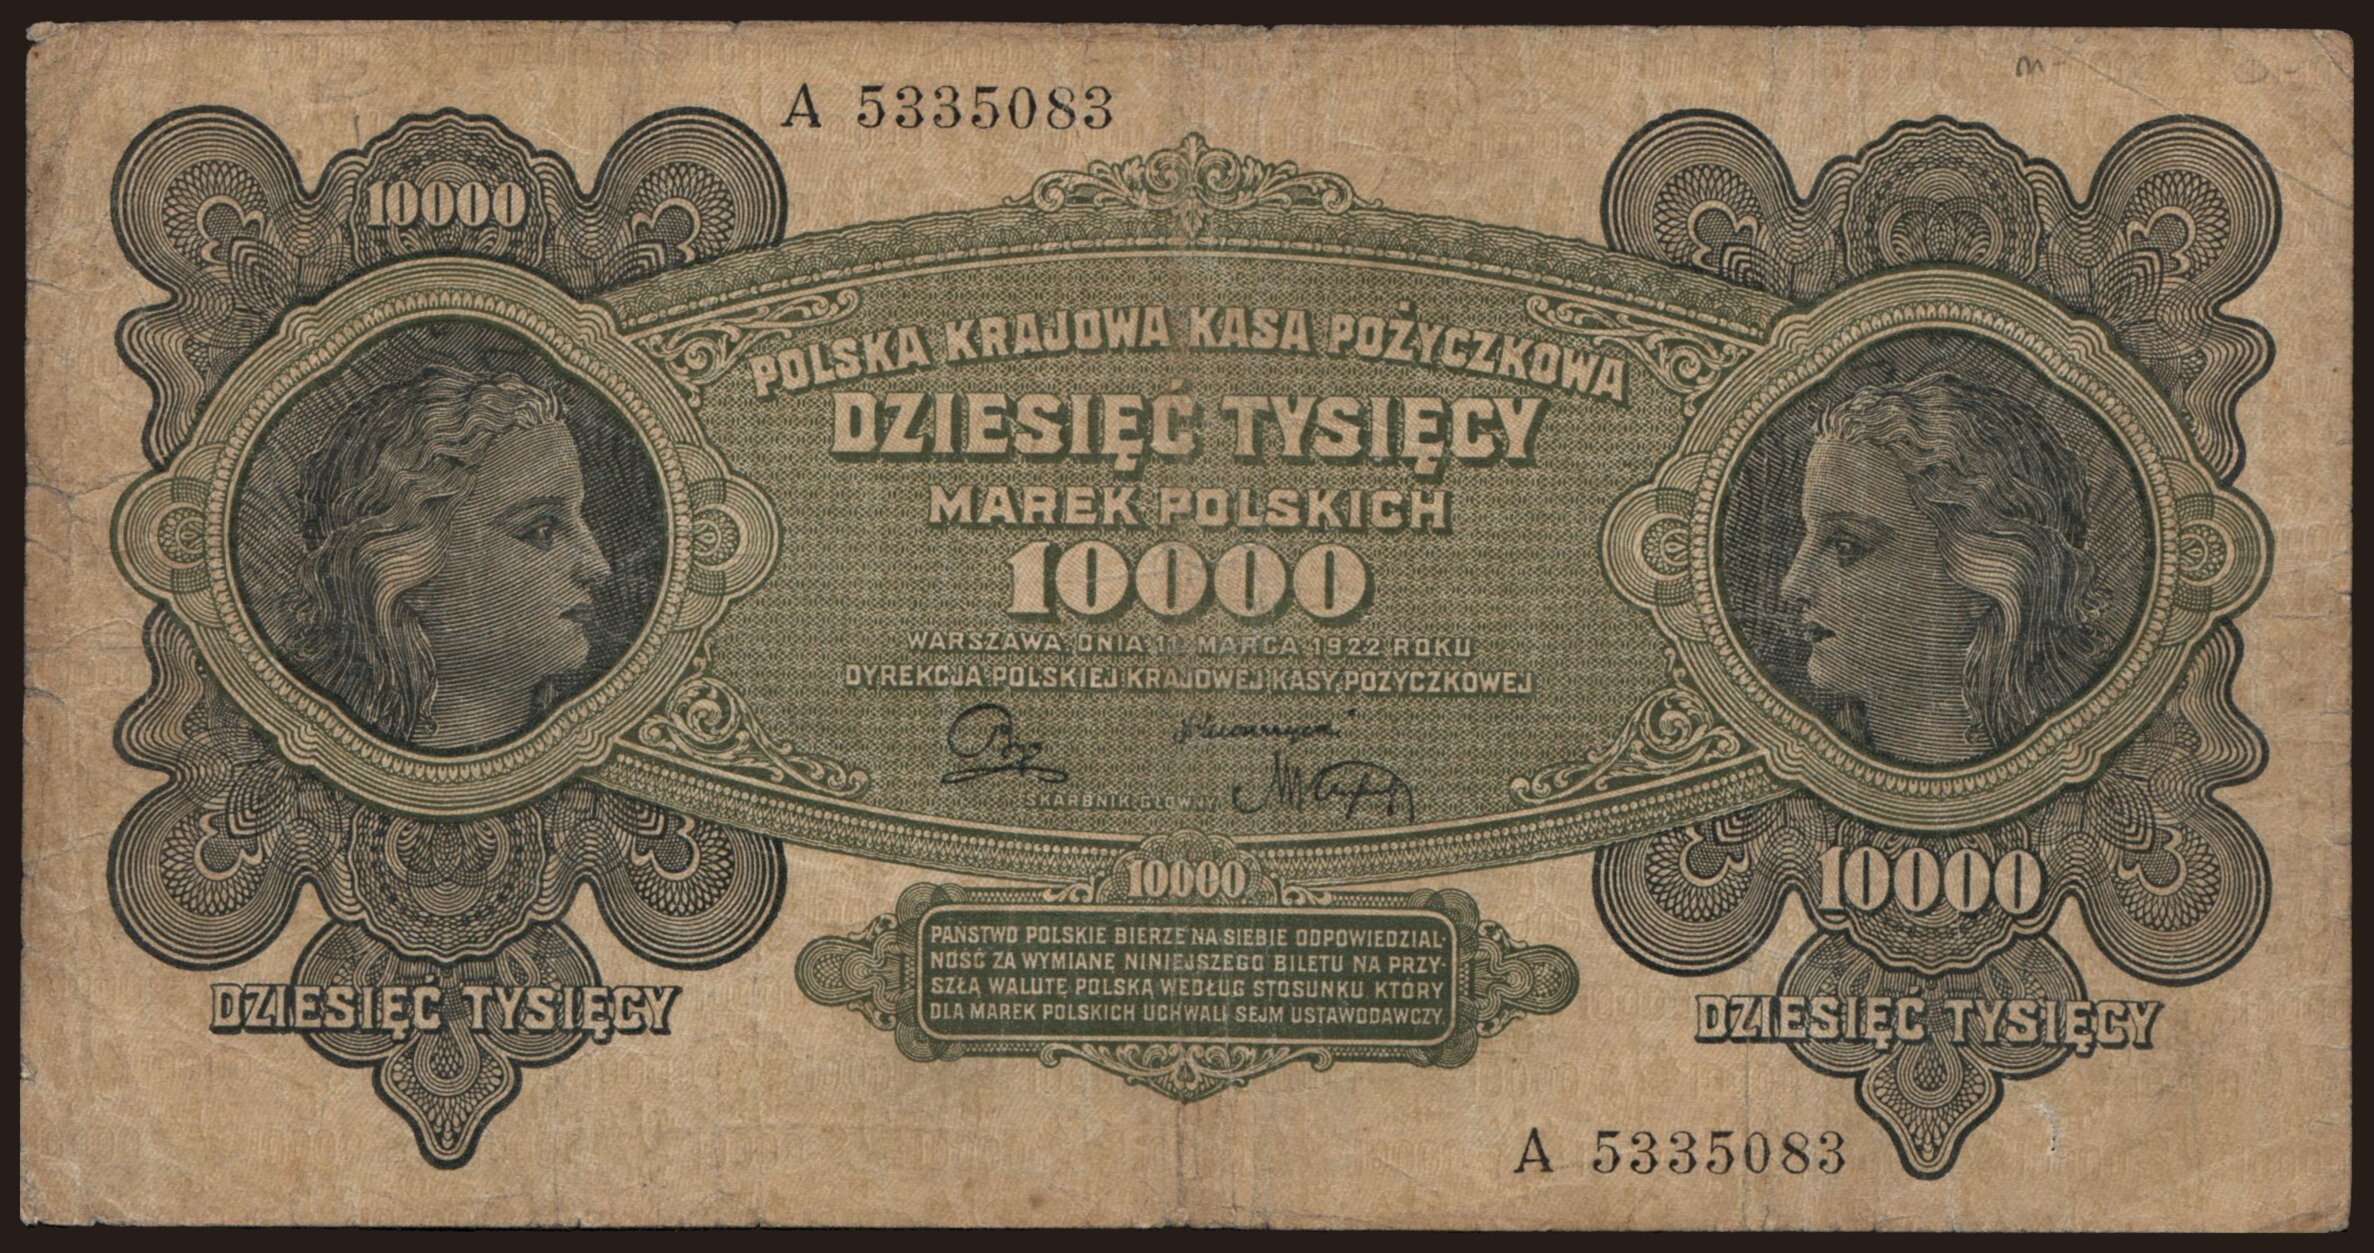 A 5335083
10000
POLSKA KRAJOWA KASA POŻYCZKOWA
DZIESIĘĆ TYSIĘCY
MAREK POLSKICH
10000
WARSZAWA, DNIA 11. MARCA 1922 ROKU
DYREKCJA POLSKIEJ KRAJOWEJ KASY POŻYCZKOWEJ
SKARBNIK GŁÓWNY
10000
10000
PAŃSTWO POLSKIE BIERZE NA SIEBIE ODPOWIEDZIAL-
NOŚĆ ZA WYMIANĘ NINIEJSZEGO BILETU NA PRZY-
SZŁĄ WALUTĘ POLSKĄ WEDŁUG STOSUNKU, KTÓRY
DLA MAREK POLSKICH UCHWALI SEJM USTAWODAWCZY.
DZIESIĘĆ TYSIĘCY
DZIESIĘĆ TYSIĘCY
A 5335083